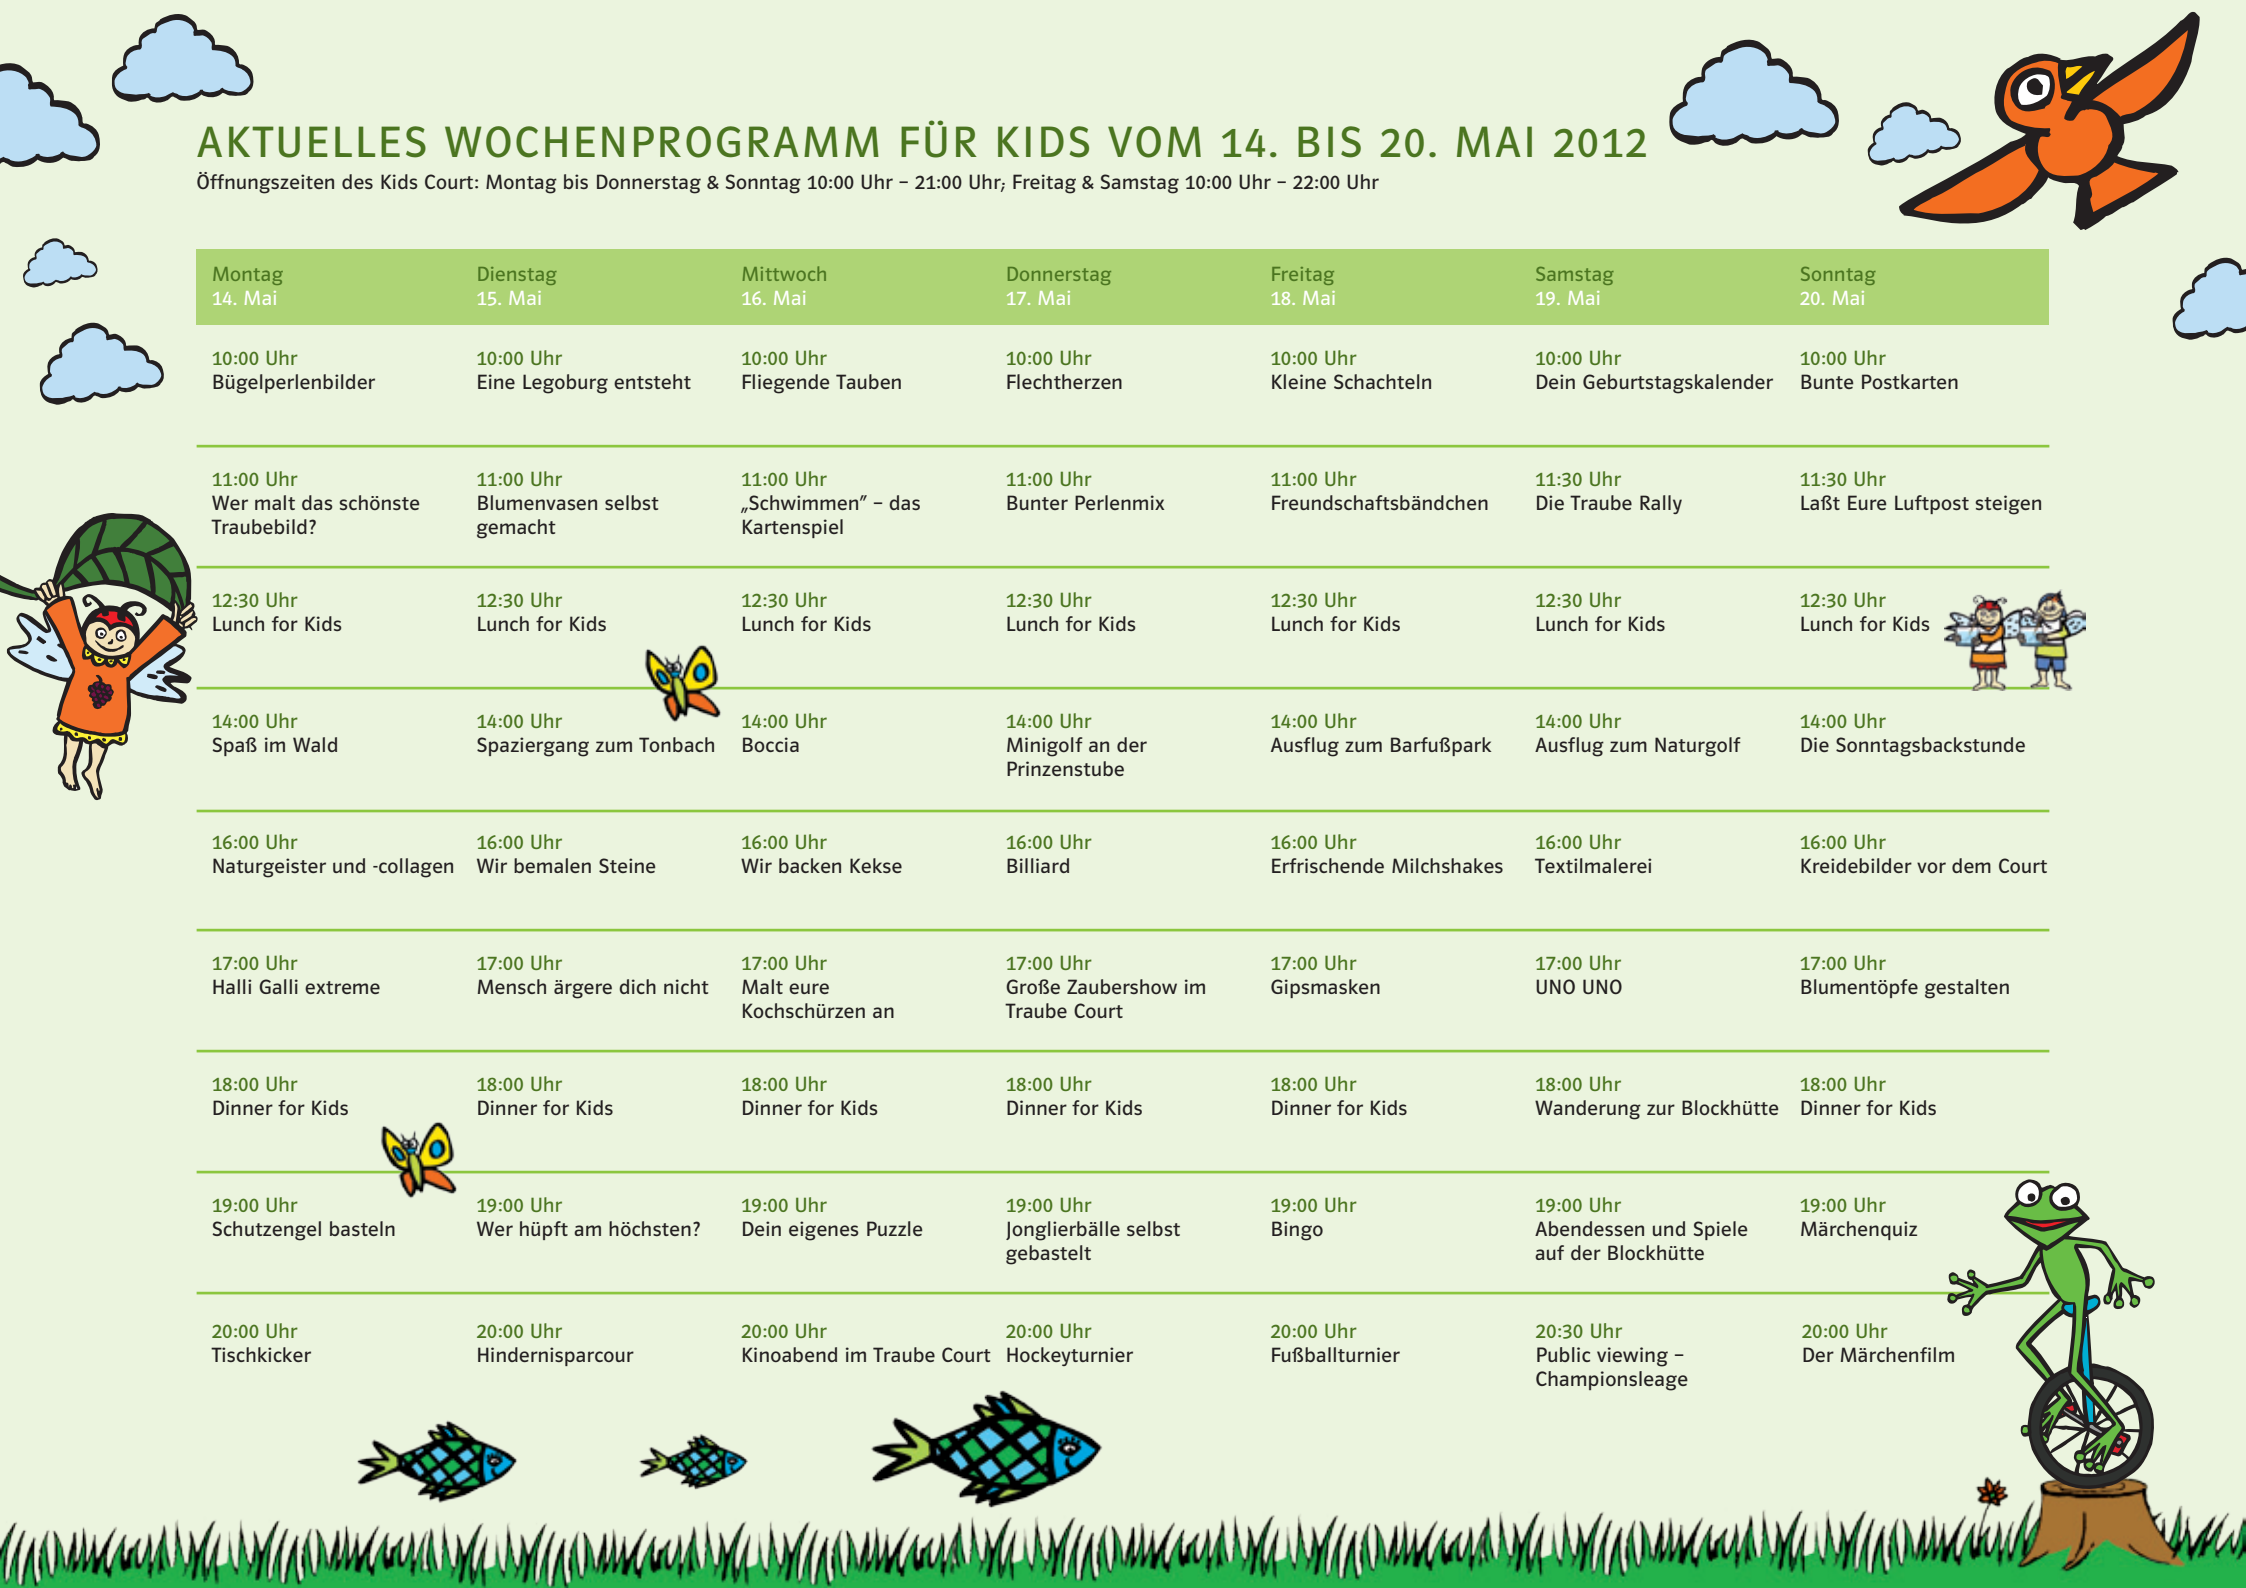 AKTUELLES WOCHENPROGRAMM FÜR KIDS VOM 14. BIS 20. MAI 2012
Öffnungszeiten des Kids Court: Montag bis Donnerstag & Sonntag 10:00 Uhr – 21:00 Uhr; Freitag & Samstag 10:00 Uhr – 22:00 Uhr
Montag Dienstag Mittwoch Donnerstag Freitag Samstag Sonntag
14. Mai 15. Mai 16. Mai 17. Mai 18. Mai 19. Mai 20. Mai
10:00 Uhr 10:00 Uhr 10:00 Uhr 10:00 Uhr 10:00 Uhr 10:00 Uhr 10:00 Uhr
Bügelperlenbilder Eine Legoburg entsteht Fliegende Tauben Flechtherzen Kleine Schachteln Dein Geburtstagskalender Bunte Postkarten
11:00 Uhr 11:00 Uhr 11:00 Uhr 11:00 Uhr 11:00 Uhr 11:30 Uhr 11:30 Uhr
Wer malt das schönste Blumenvasen selbst „Schwimmen” – das Bunter Perlenmix Freundschaftsbändchen Die Traube Rally Laßt Eure Luftpost steigen
Traubebild? gemacht Kartenspiel
12:30 Uhr 12:30 Uhr 12:30 Uhr 12:30 Uhr 12:30 Uhr 12:30 Uhr 12:30 Uhr
Lunch for Kids Lunch for Kids Lunch for Kids Lunch for Kids Lunch for Kids Lunch for Kids Lunch for Kids
14:00 Uhr 14:00 Uhr 14:00 Uhr 14:00 Uhr 14:00 Uhr 14:00 Uhr 14:00 Uhr
Spaß im Wald Spaziergang zum Tonbach Boccia Minigolf an der Ausflug zum Barfußpark Ausflug zum Naturgolf Die Sonntagsbackstunde
Prinzenstube
16:00 Uhr 16:00 Uhr 16:00 Uhr 16:00 Uhr 16:00 Uhr 16:00 Uhr 16:00 Uhr
Naturgeister und -collagen Wir bemalen Steine Wir backen Kekse Billiard Erfrischende Milchshakes Textilmalerei Kreidebilder vor dem Court
17:00 Uhr 17:00 Uhr 17:00 Uhr 17:00 Uhr 17:00 Uhr 17:00 Uhr 17:00 Uhr
Halli Galli extreme Mensch ärgere dich nicht Malt eure Große Zaubershow im Gipsmasken UNO UNO Blumentöpfe gestalten
Kochschürzen an Traube Court
18:00 Uhr 18:00 Uhr 18:00 Uhr 18:00 Uhr 18:00 Uhr 18:00 Uhr 18:00 Uhr
Dinner for Kids Dinner for Kids Dinner for Kids Dinner for Kids Dinner for Kids Wanderung zur Blockhütte Dinner for Kids
19:00 Uhr 19:00 Uhr 19:00 Uhr 19:00 Uhr 19:00 Uhr 19:00 Uhr 19:00 Uhr
Schutzengel basteln Wer hüpft am höchsten? Dein eigenes Puzzle Jonglierbälle selbst Bingo Abendessen und Spiele Märchenquiz
gebastelt auf der Blockhütte
20:00 Uhr 20:00 Uhr 20:00 Uhr 20:00 Uhr 20:00 Uhr 20:30 Uhr 20:00 Uhr
Tischkicker Hindernisparcour Kinoabend im Traube Court Hockeyturnier Fußballturnier Public viewing – Der Märchenfilm
Championsleage